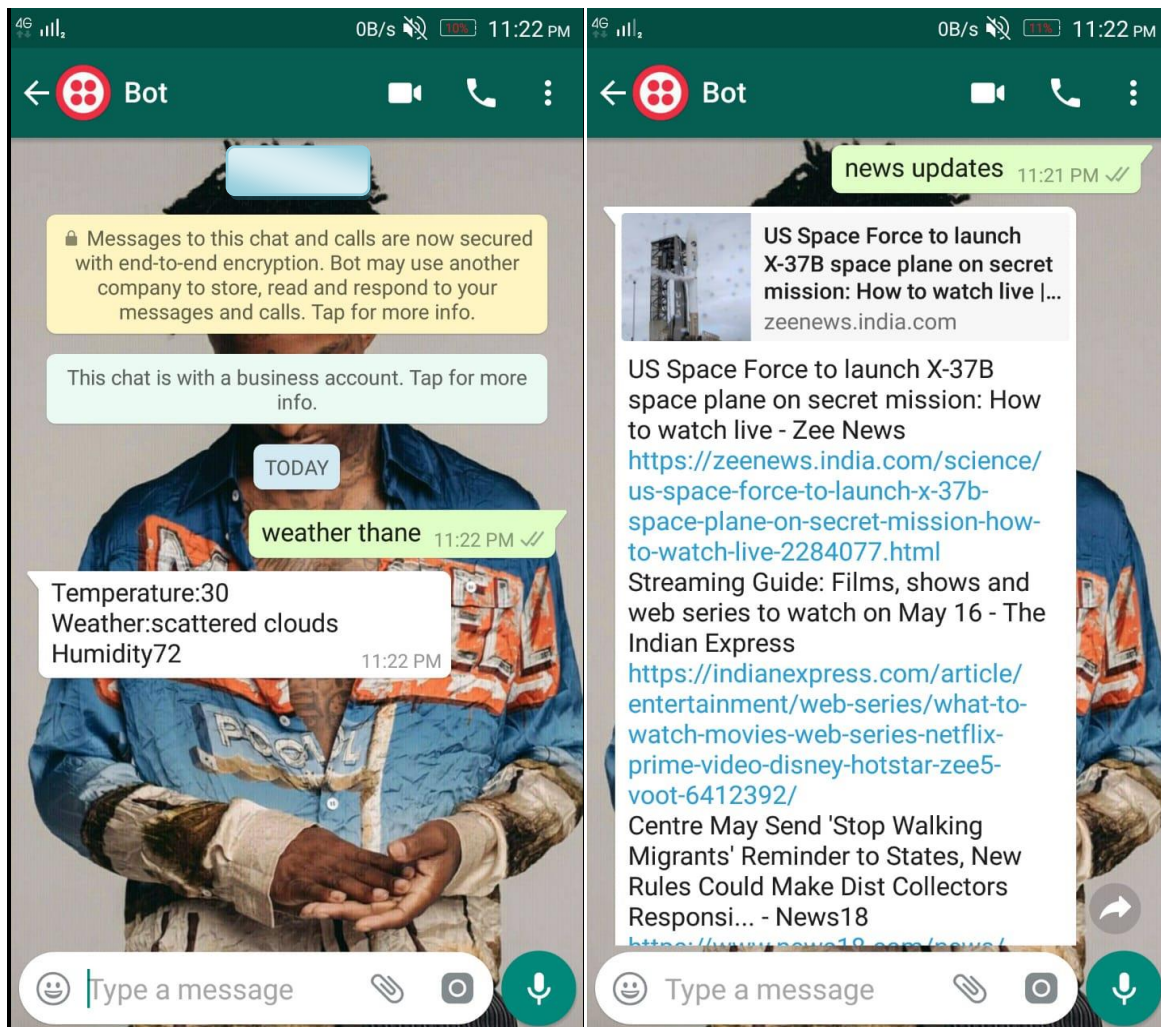 4G 0B/s 10% 11:22 PM
Bot
Messages to this chat and calls are now secured
with end-to-end encryption. Bot may use another
company to store, read and respond to your
messages and calls. Tap for more info.
This chat is with a business account. Tap for more
info.
TODAY
weather thane 11:22 PM
Temperature:30
Weather:scattered clouds
Humidity72 11:22 PM
Type a message
4G 0B/s 11% 11:22 PM
Bot
news updates 11:21 PM
US Space Force to launch
X-37B space plane on secret
mission: How to watch live |...
zeenews.india.com
US Space Force to launch X-37B
space plane on secret mission: How
to watch live - Zee News
https://zeenews.india.com/science/
us-space-force-to-launch-x-37b-
space-plane-on-secret-mission-how-
to-watch-live-2284077.html
Streaming Guide: Films, shows and
web series to watch on May 16 - The
Indian Express
https://indianexpress.com/article/
entertainment/web-series/what-to-
watch-movies-web-series-netflix-
prime-video-disney-hotstar-zee5-
voot-6412392/
Centre May Send 'Stop Walking
Migrants' Reminder to States, New
Rules Could Make Dist Collectors
Responsi... - News18
https://www.news18.com/news/
Type a message